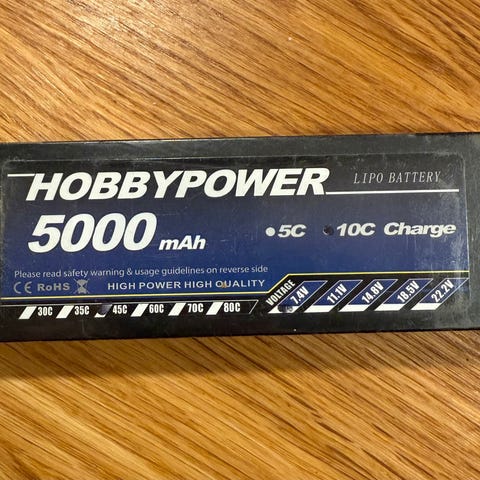 HOBBYPOWER LIPO BATTERY
5000 mAh 5C 10C Charge
Please read safety warning & usage guidelines on reverse side
CE RoHS HIGH POWER HIGH QUALITY
30C 35C 45C 60C 70C 80C VOLTAGE 7.4V 11.1V 14.8V 18.5V 22.2V